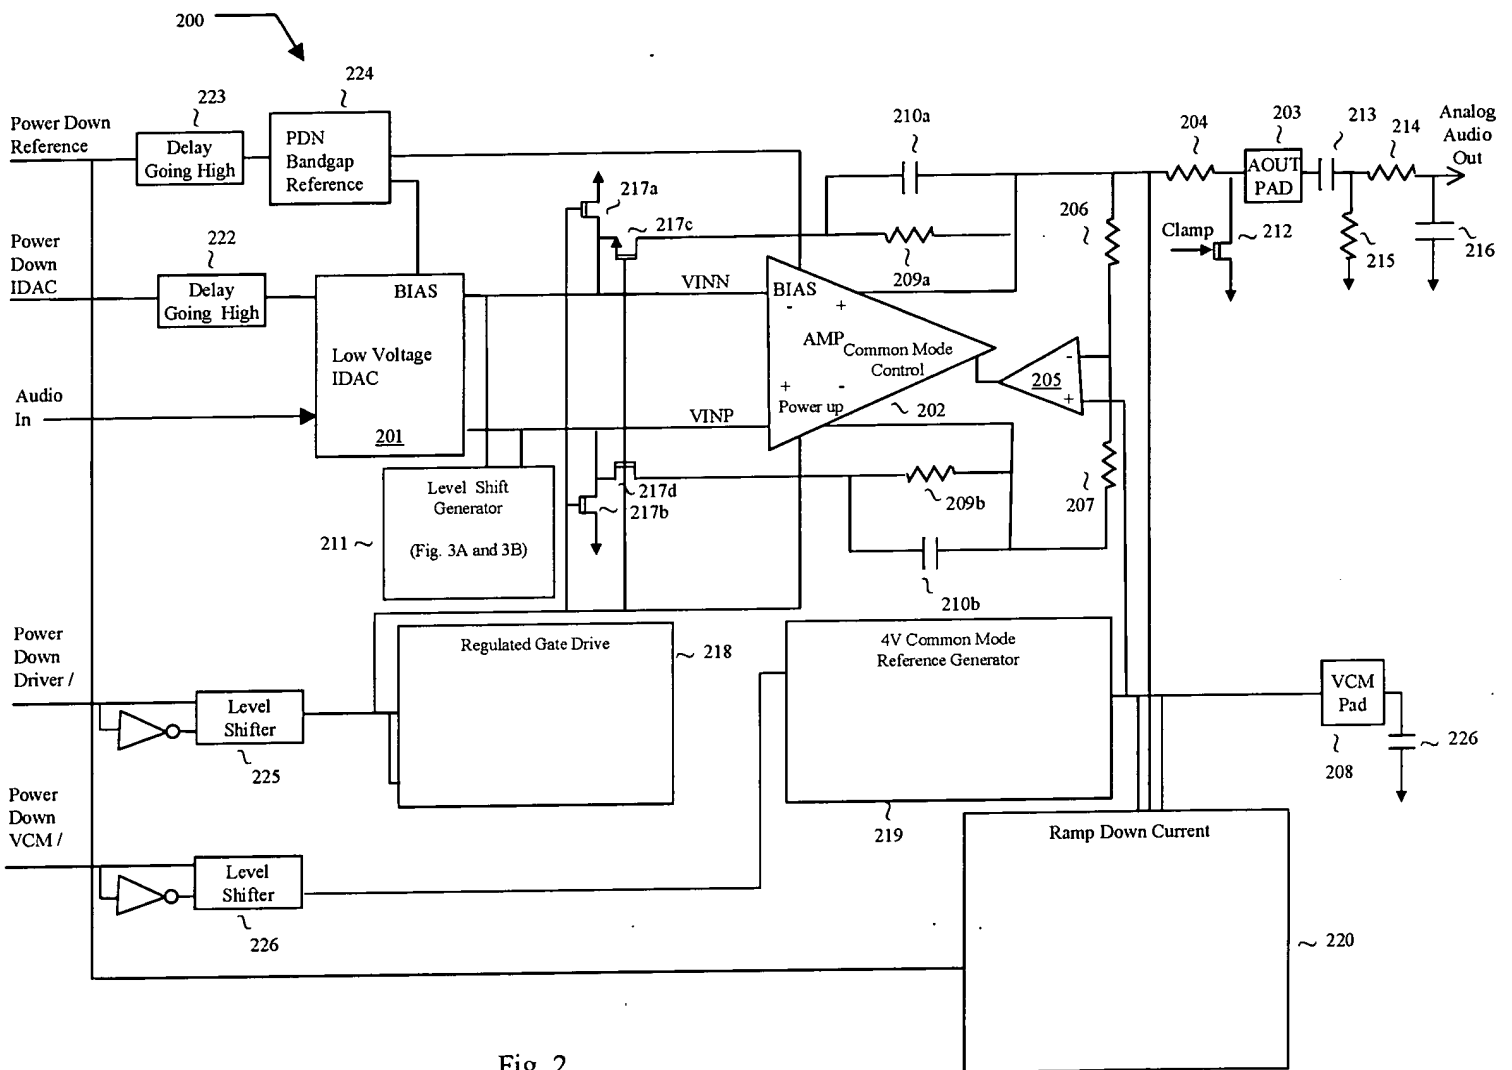 200
224
223
Power Down
Reference
Delay
Going High
PDN
Bandgap
Reference
210a
204
203
213
214
Analog
Audio
Out
AOUT
PAD
217a
217c
206
Clamp
212
215
216
Power
Down
IDAC
222
Delay
Going High
BIAS
Low Voltage
IDAC
201
VINN
209a
BIAS
-
+
AMP
Common Mode
Control
+
-
Power up
202
205
-
+
Audio
In
VINP
Level Shift
Generator
(Fig. 3A and 3B)
211
217d
217b
209b
207
210b
Power
Down
Driver /
Level
Shifter
225
Regulated Gate Drive
218
4V Common Mode
Reference Generator
219
VCM
Pad
208
226
Power
Down
VCM /
Level
Shifter
226
Ramp Down Current
220
Fig. 2